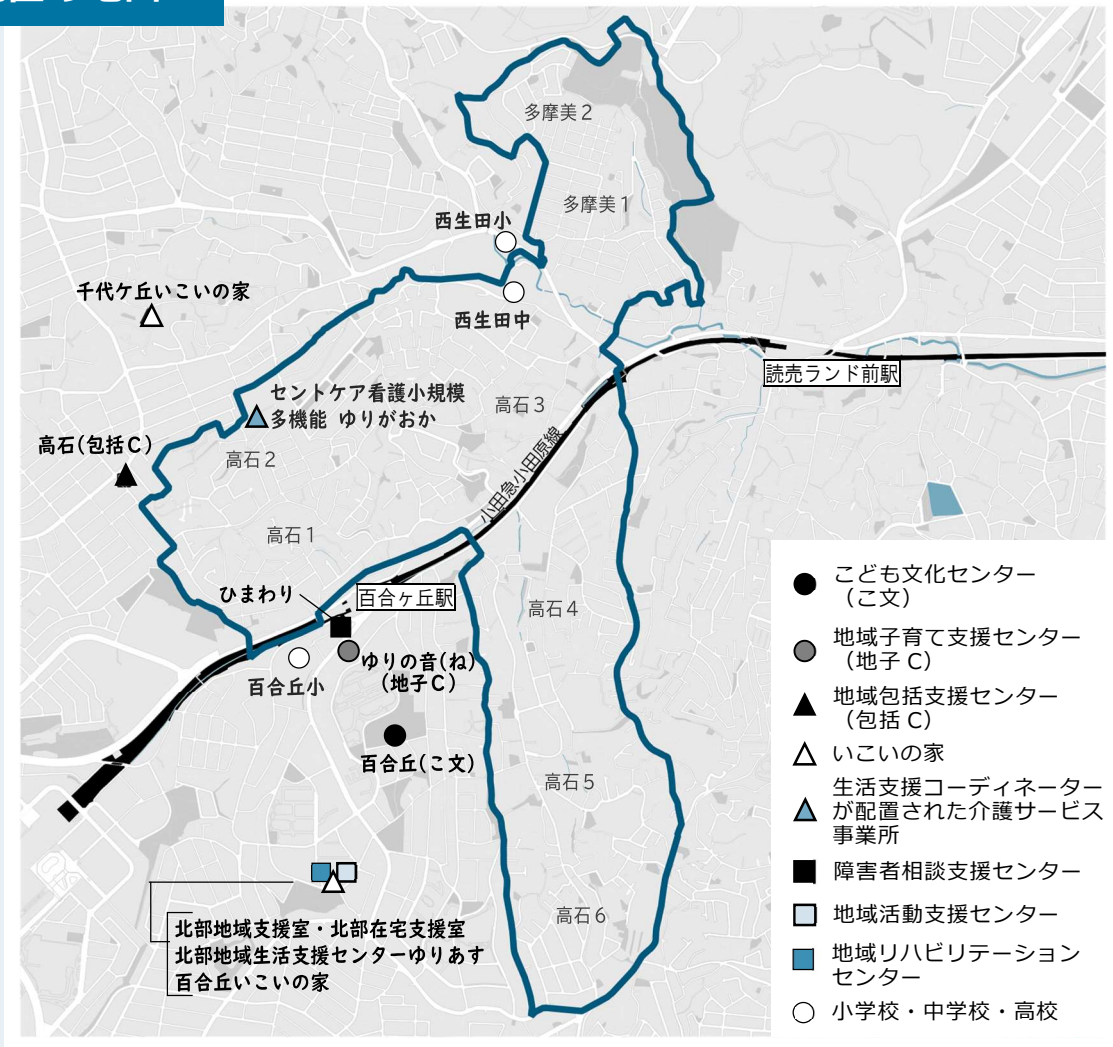 多摩美２
多摩美１
西生田小
千代ケ丘いこいの家
西生田中
読売ランド前駅
セントケア看護小規模
多機能 ゆりがおか
高石３
高石(包括Ｃ)
高石２
小田急小田原線
高石１
ひまわり
百合ヶ丘駅
高石４
ゆりの音(ね)
(地子Ｃ)
百合丘小
百合丘(こ文)
高石５
高石６
北部地域支援室・北部在宅支援室
北部地域生活支援センターゆりあす
百合丘いこいの家
こども文化センター
（こ文）
地域子育て支援センター
（地子 C）
地域包括支援センター
（包括 C）
いこいの家
生活支援コーディネーター
が配置された介護サービス
事業所
障害者相談支援センター
地域活動支援センター
地域リハビリテーション
センター
小学校・中学校・高校